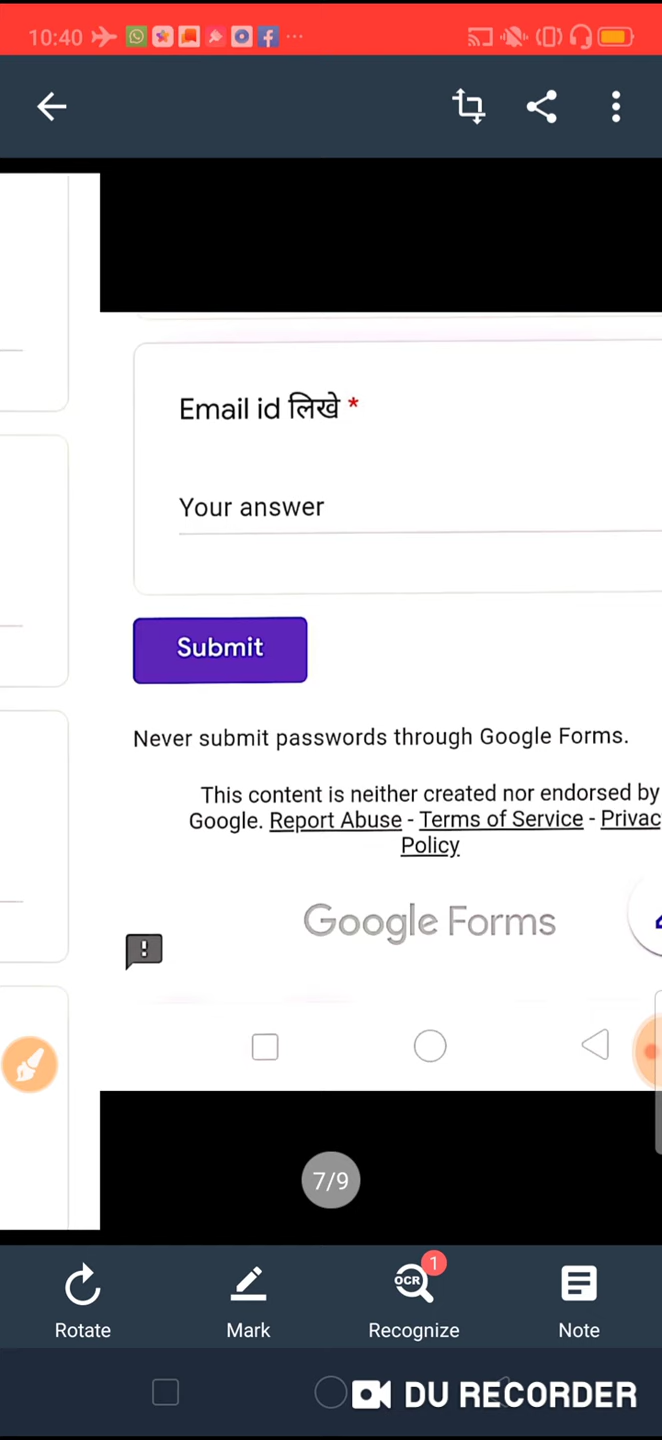 10:40
Email id लिखे *
Your answer
Submit
Never submit passwords through Google Forms.
This content is neither created nor endorsed by
Google. Report Abuse - Terms of Service - Privac
Policy
Google Forms
7/9
OCR 1
Rotate Mark Recognize Note
DU RECORDER